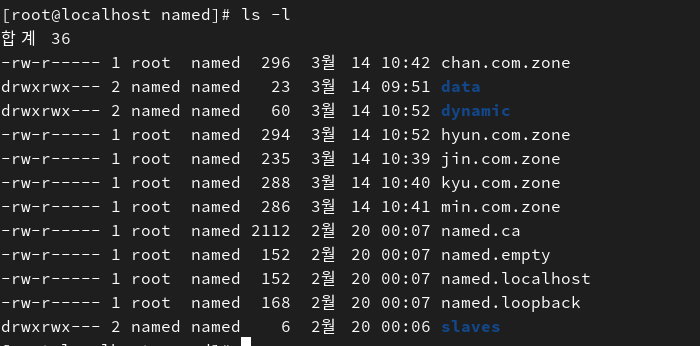 [root@localhost named]# ls -l
합계 36
-rw-r----- 1 root named 296 3월 14 10:42 chan.com.zone
drwxrwx--- 2 named named 23 3월 14 09:51 data
drwxrwx--- 2 named named 60 3월 14 10:52 dynamic
-rw-r----- 1 root named 294 3월 14 10:52 hyun.com.zone
-rw-r----- 1 root named 235 3월 14 10:39 jin.com.zone
-rw-r----- 1 root named 288 3월 14 10:40 kyu.com.zone
-rw-r----- 1 root named 286 3월 14 10:41 min.com.zone
-rw-r----- 1 root named 2112 2월 20 00:07 named.ca
-rw-r----- 1 root named 152 2월 20 00:07 named.empty
-rw-r----- 1 root named 152 2월 20 00:07 named.localhost
-rw-r----- 1 root named 168 2월 20 00:07 named.loopback
drwxrwx--- 2 named named 6 2월 20 00:06 slaves